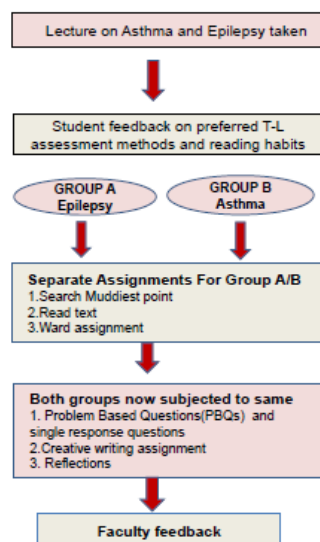 Lecture on Asthma and Epilepsy taken
Student feedback on preferred T-L
assessment methods and reading habits
GROUP A
Epilepsy
GROUP B
Asthma
Separate Assignments For Group A/B
1.Search Muddiest point
2.Read text
3.Ward assignment
Both groups now subjected to same
1. Problem Based Questions(PBQs) and
single response questions
2.Creative writing assignment
3. Reflections
Faculty feedback